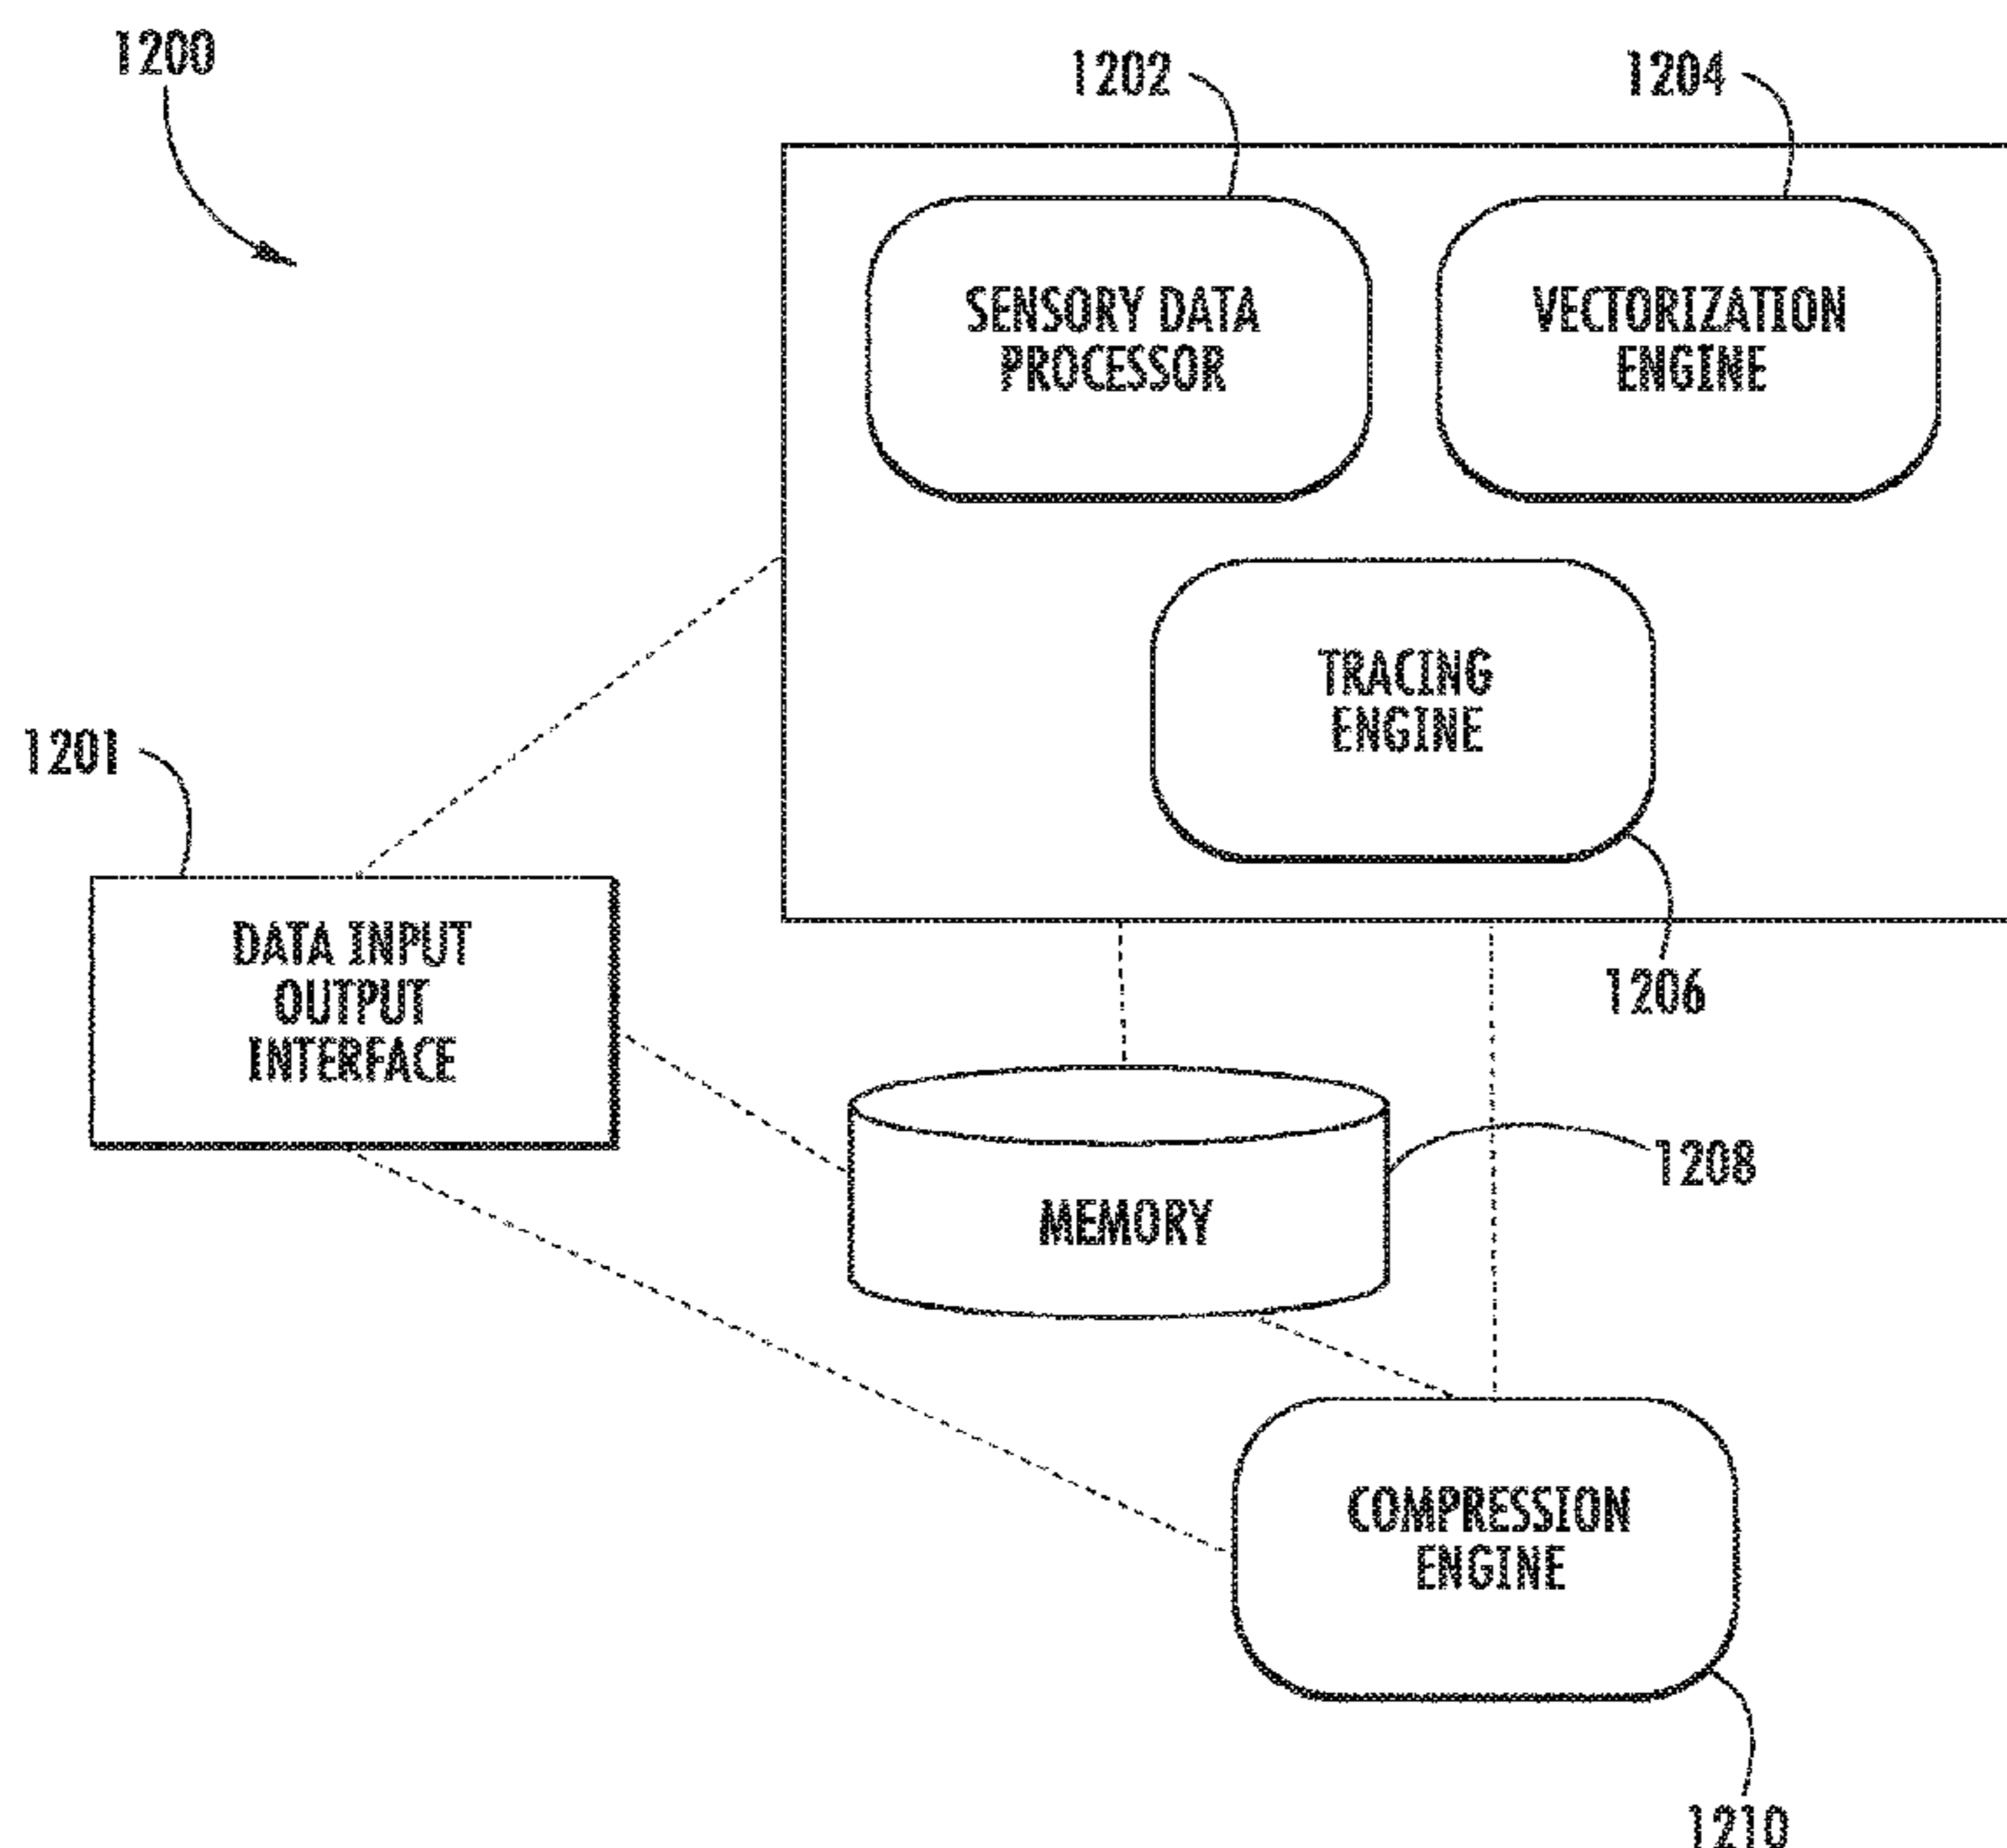 1200
1202
1204
SENSORY DATA
PROCESSOR
VECTORIZATION
ENGINE
TRACING
ENGINE
1201
DATA INPUT
OUTPUT
INTERFACE
1206
1208
MEMORY
COMPRESSION
ENGINE
1210